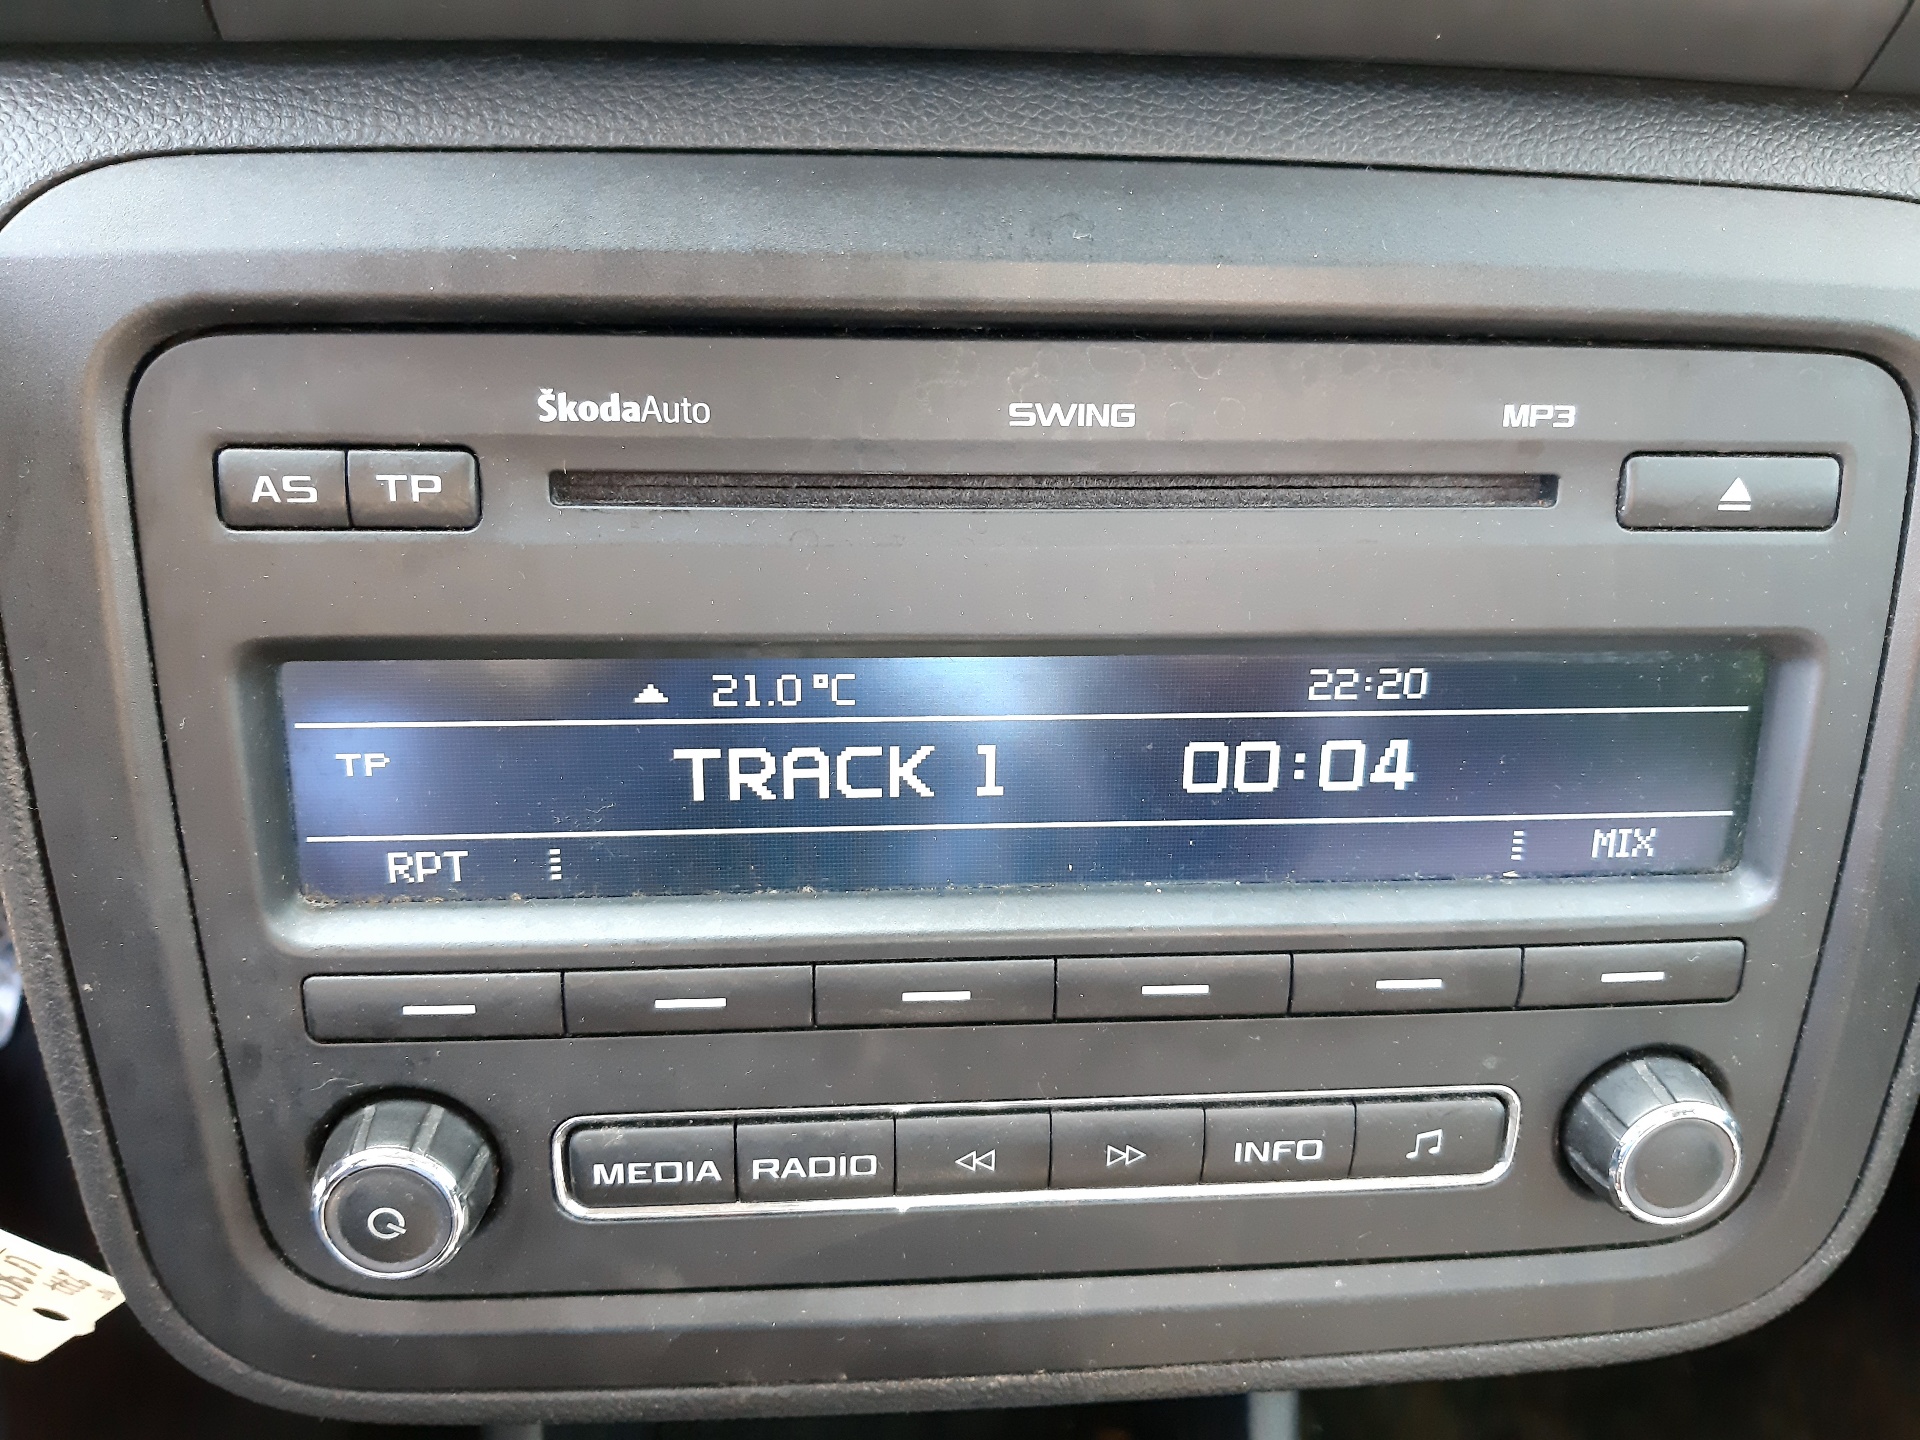 ŠkodaAuto SWING MP3
AS TP
21.0°C 22:20
TP TRACK 1 00:04
RPT MIX
MEDIA RADIO INFO